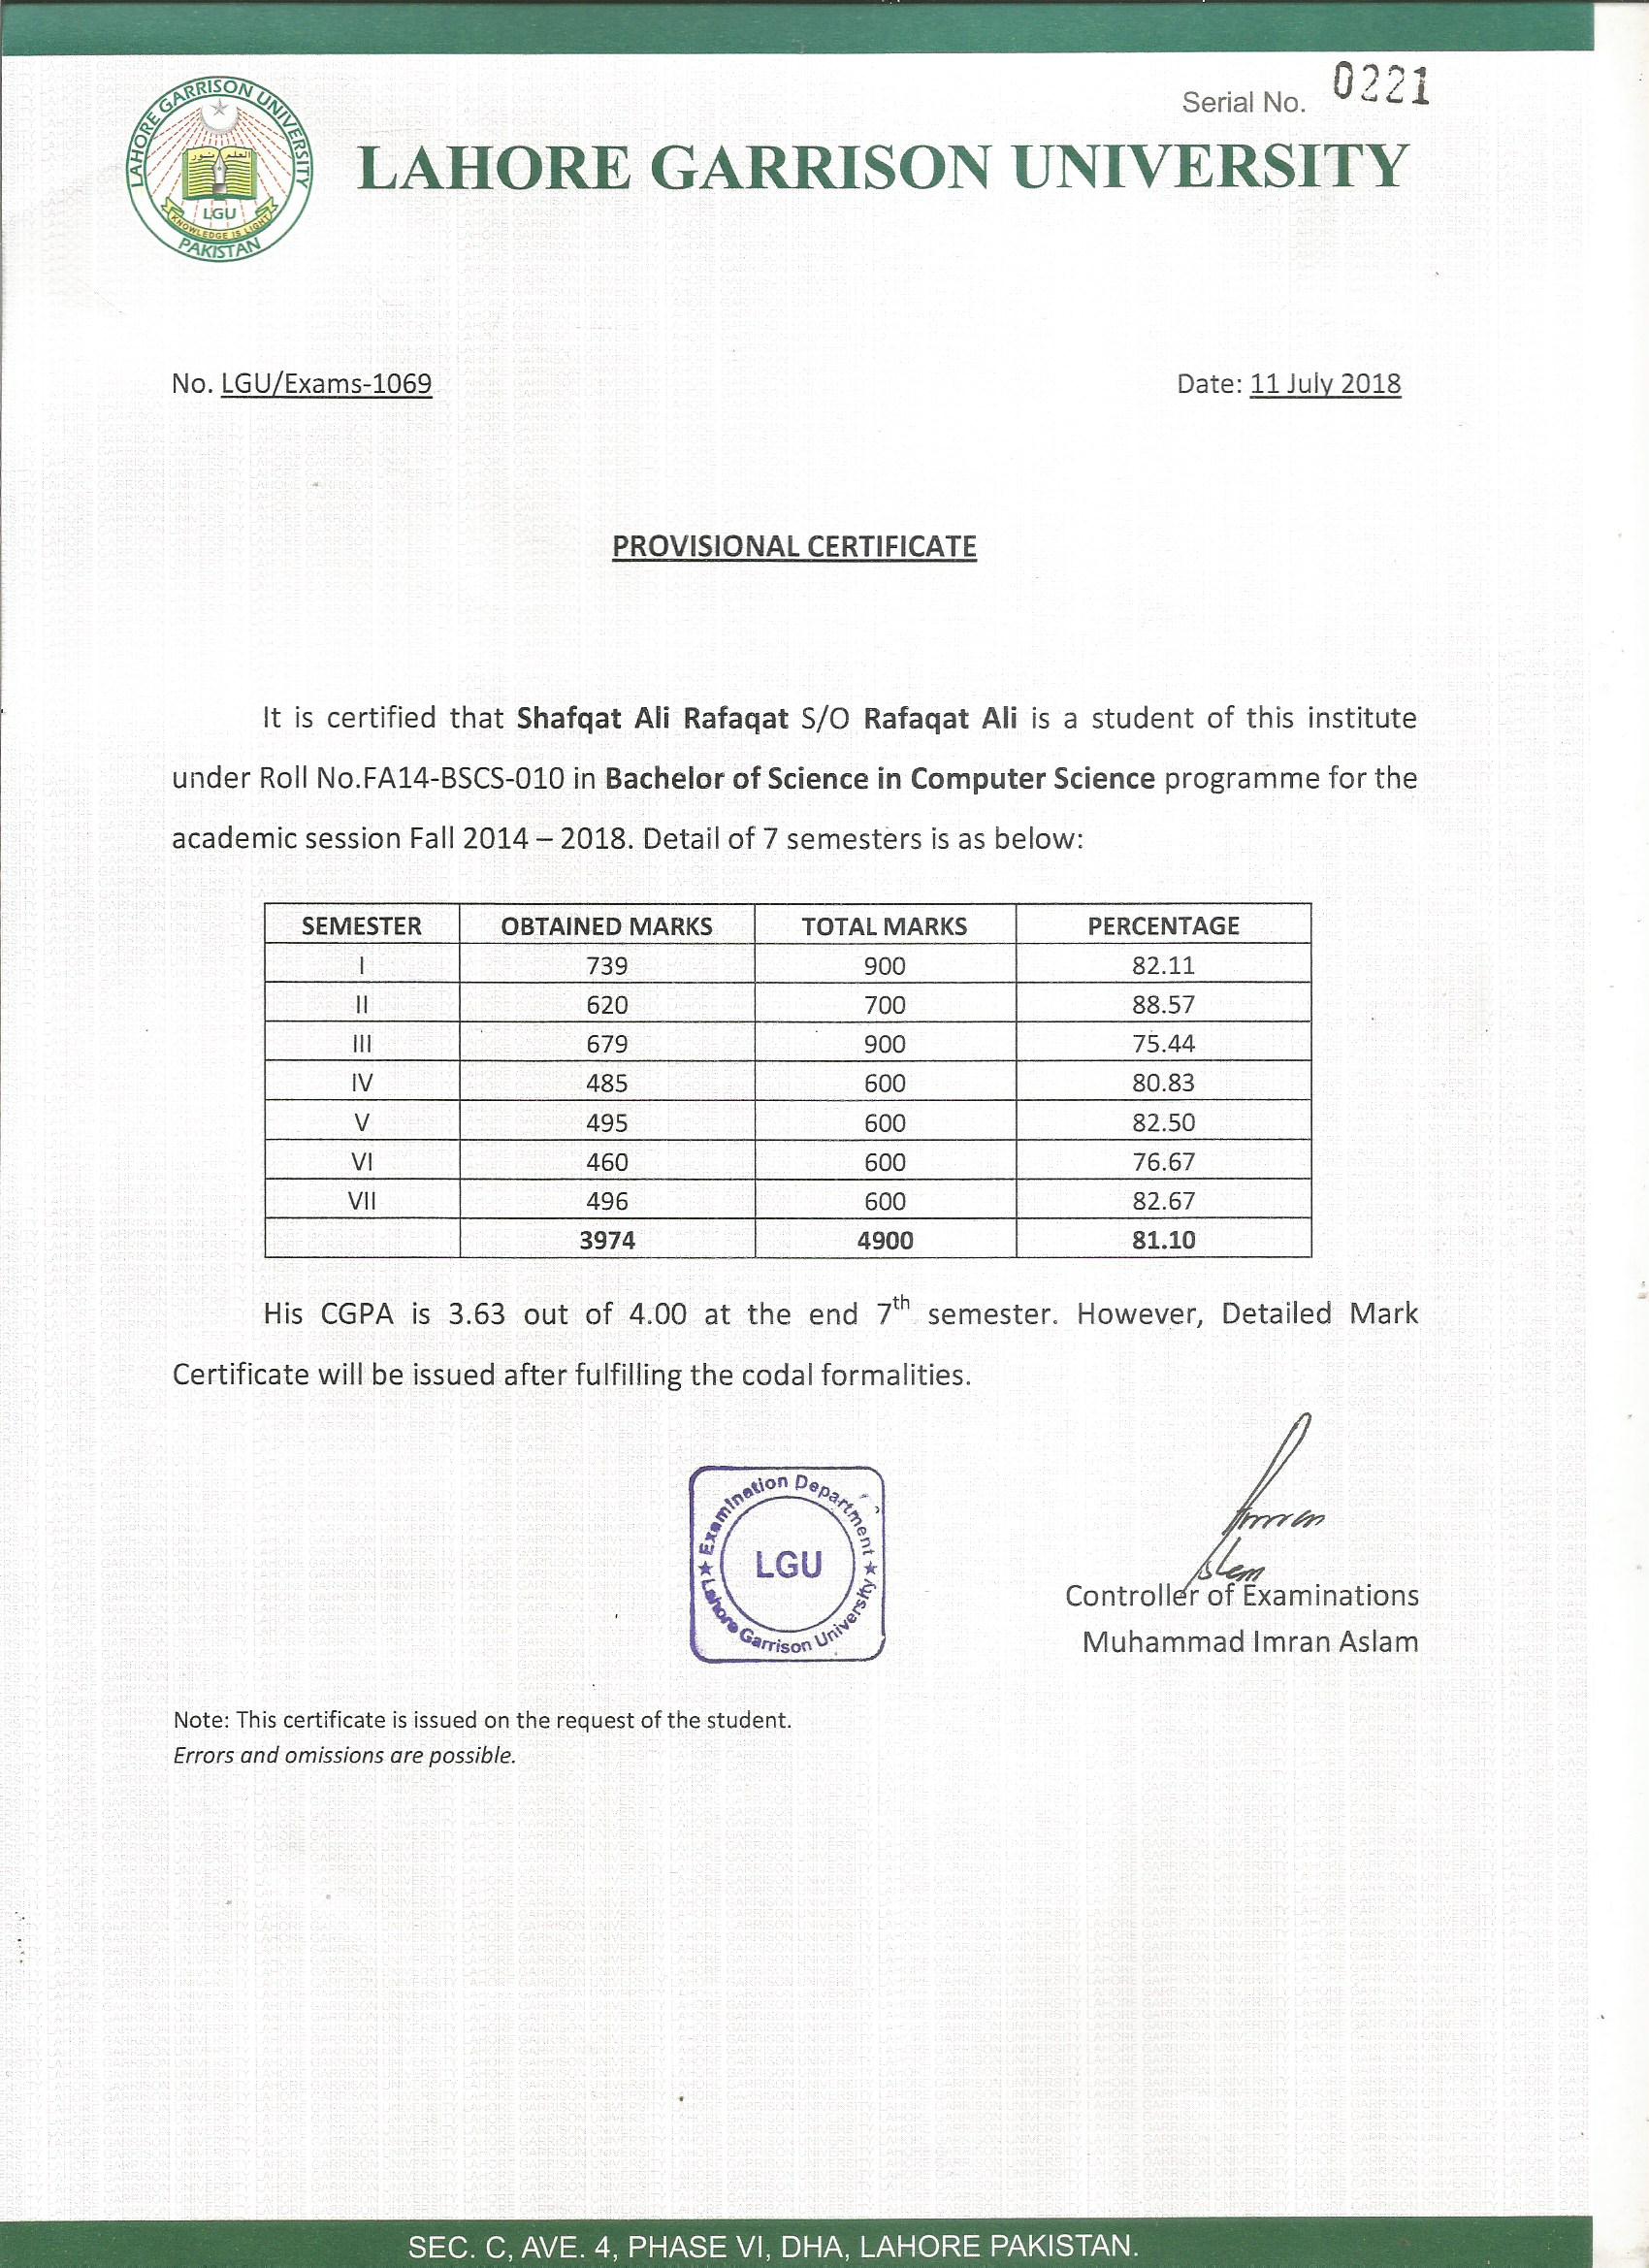 Serial No. 0221
LAHORE GARRISON UNIVERSITY
LAHORE GARRISON UNIVERSITY
العلم نور
LGU
KNOWLEDGE IS LIGHT
PAKISTAN
No. LGU/Exams-1069 Date: 11 July 2018
PROVISIONAL CERTIFICATE
It is certified that Shafqat Ali Rafaqat S/O Rafaqat Ali is a student of this institute
under Roll No.FA14-BSCS-010 in Bachelor of Science in Computer Science programme for the
academic session Fall 2014 – 2018. Detail of 7 semesters is as below:
SEMESTER OBTAINED MARKS TOTAL MARKS PERCENTAGE
I 739 900 82.11
II 620 700 88.57
III 679 900 75.44
IV 485 600 80.83
V 495 600 82.50
VI 460 600 76.67
VII 496 600 82.67
3974 4900 81.10
His CGPA is 3.63 out of 4.00 at the end 7th semester. However, Detailed Mark
Certificate will be issued after fulfilling the codal formalities.
Examination Department
LGU
Lahore Garrison University
Controller of Examinations
Muhammad Imran Aslam
Note: This certificate is issued on the request of the student.
Errors and omissions are possible.
SEC. C, AVE. 4, PHASE VI, DHA, LAHORE PAKISTAN.